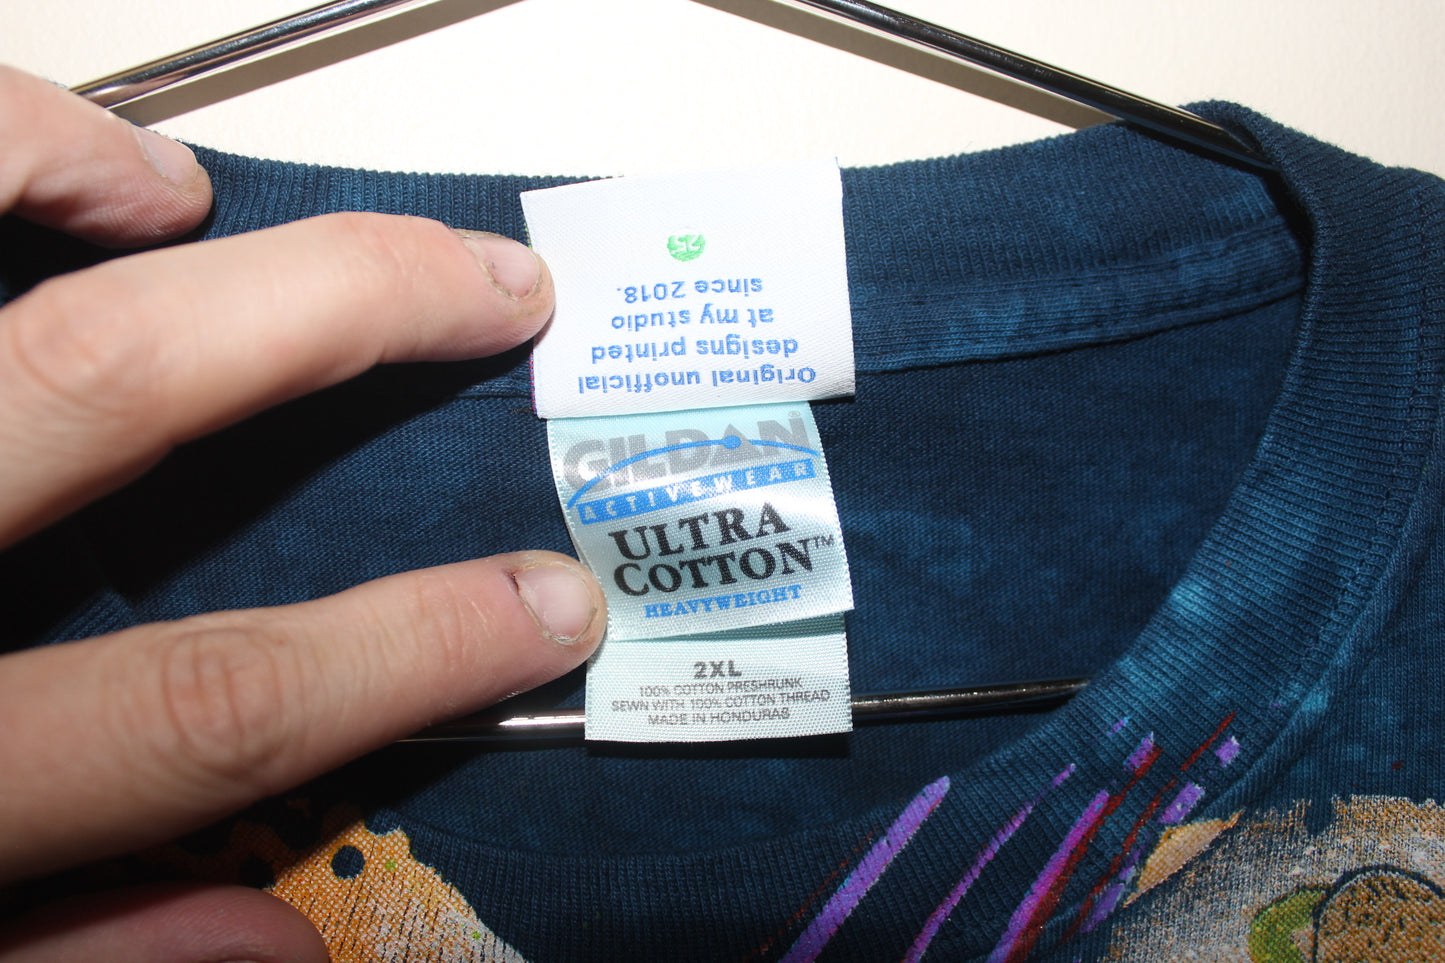 Original unofficial
designs printed
at my studio
since 2018.
25
GILDAN®
ACTIVEWEAR
ULTRA
COTTON™
HEAVYWEIGHT
2XL
100% COTTON PRESHRUNK
SEWN WITH 100% COTTON THREAD
MADE IN HONDURAS